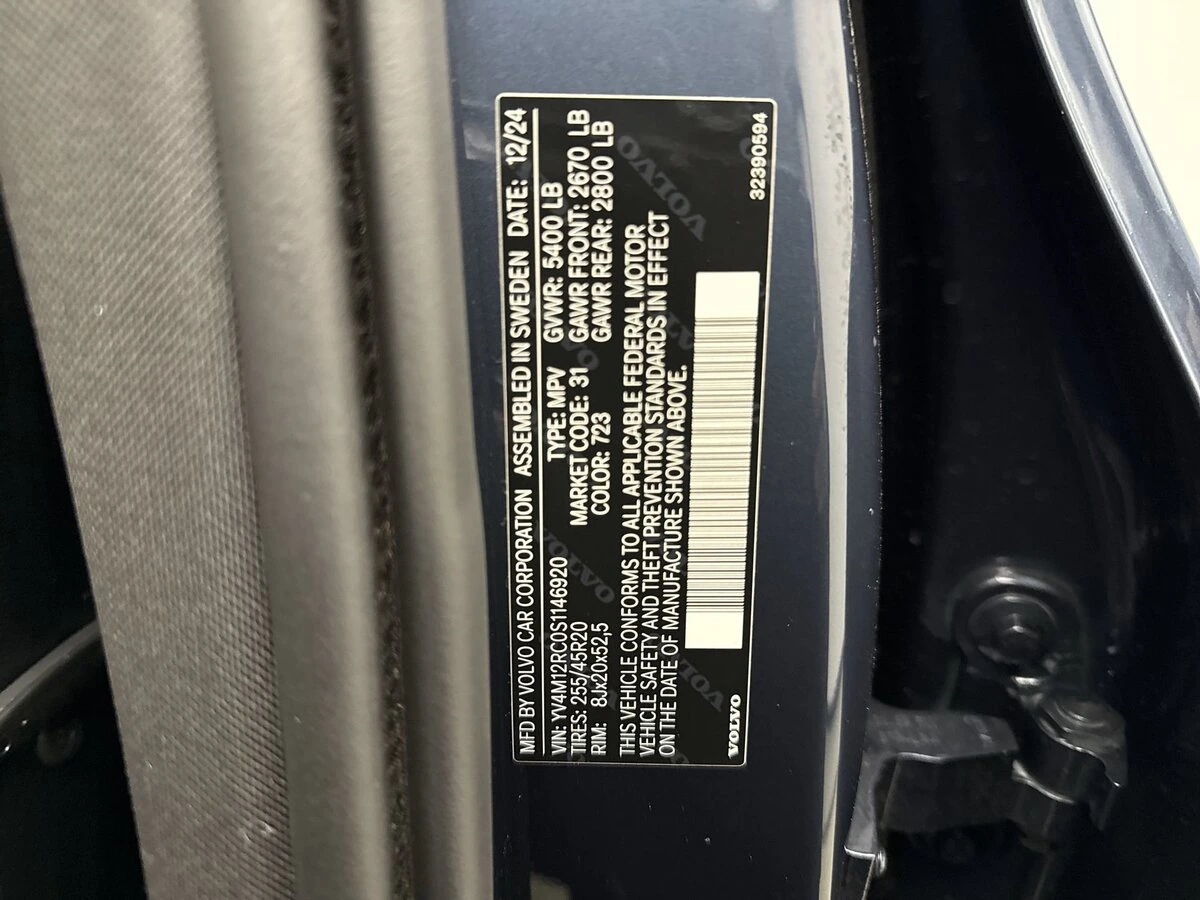 MFD BY VOLVO CAR CORPORATION ASSEMBLED IN SWEDEN DATE: 12/24
VIN: YV4M12RC0S1146920 TYPE: MPV GVWR: 5400 LB
TIRES: 255/45R20 MARKET CODE: 31 GAWR FRONT: 2670 LB
RIM: 8Jx20x52,5 COLOR: 723 GAWR REAR: 2800 LB
THIS VEHICLE CONFORMS TO ALL APPLICABLE FEDERAL MOTOR
VEHICLE SAFETY AND THEFT PREVENTION STANDARDS IN EFFECT
ON THE DATE OF MANUFACTURE SHOWN ABOVE.
VOLVO 32390594